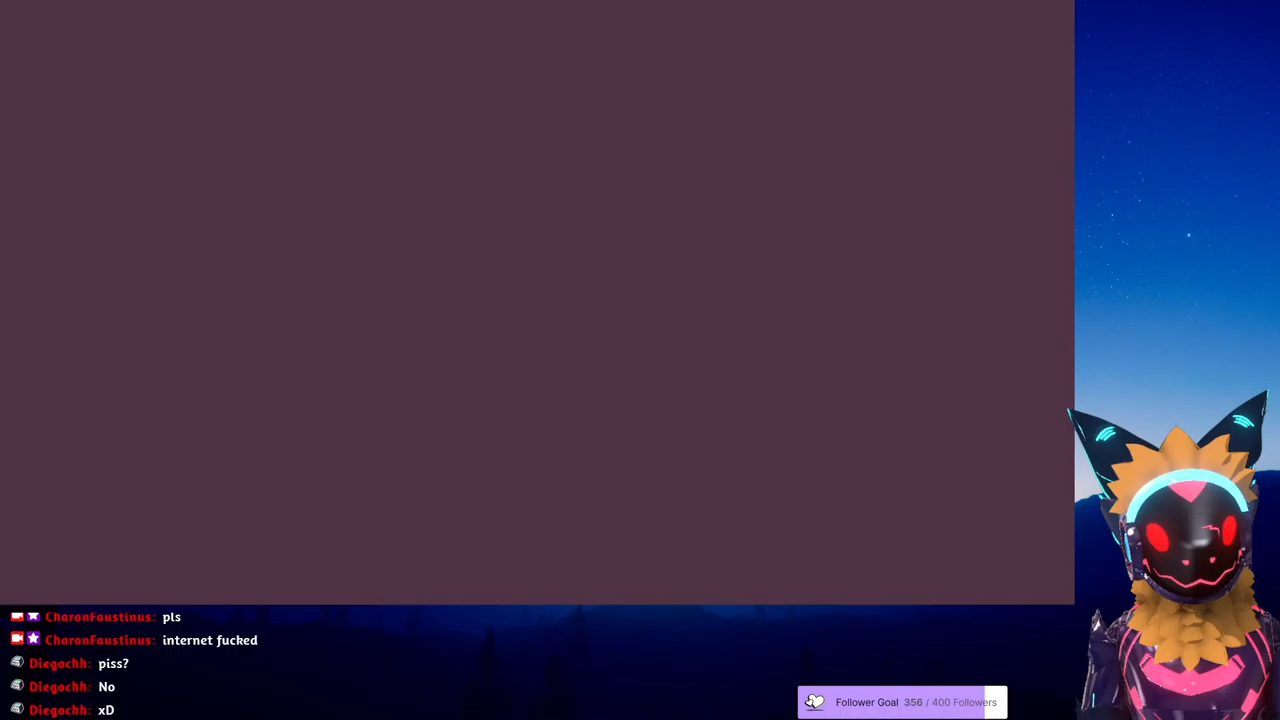 CharonFaustinus: pls
CharonFaustinus: internet fucked
Diegochh: piss?
Diegochh: No
Diegochh: xD
Follower Goal 356 / 400 Followers